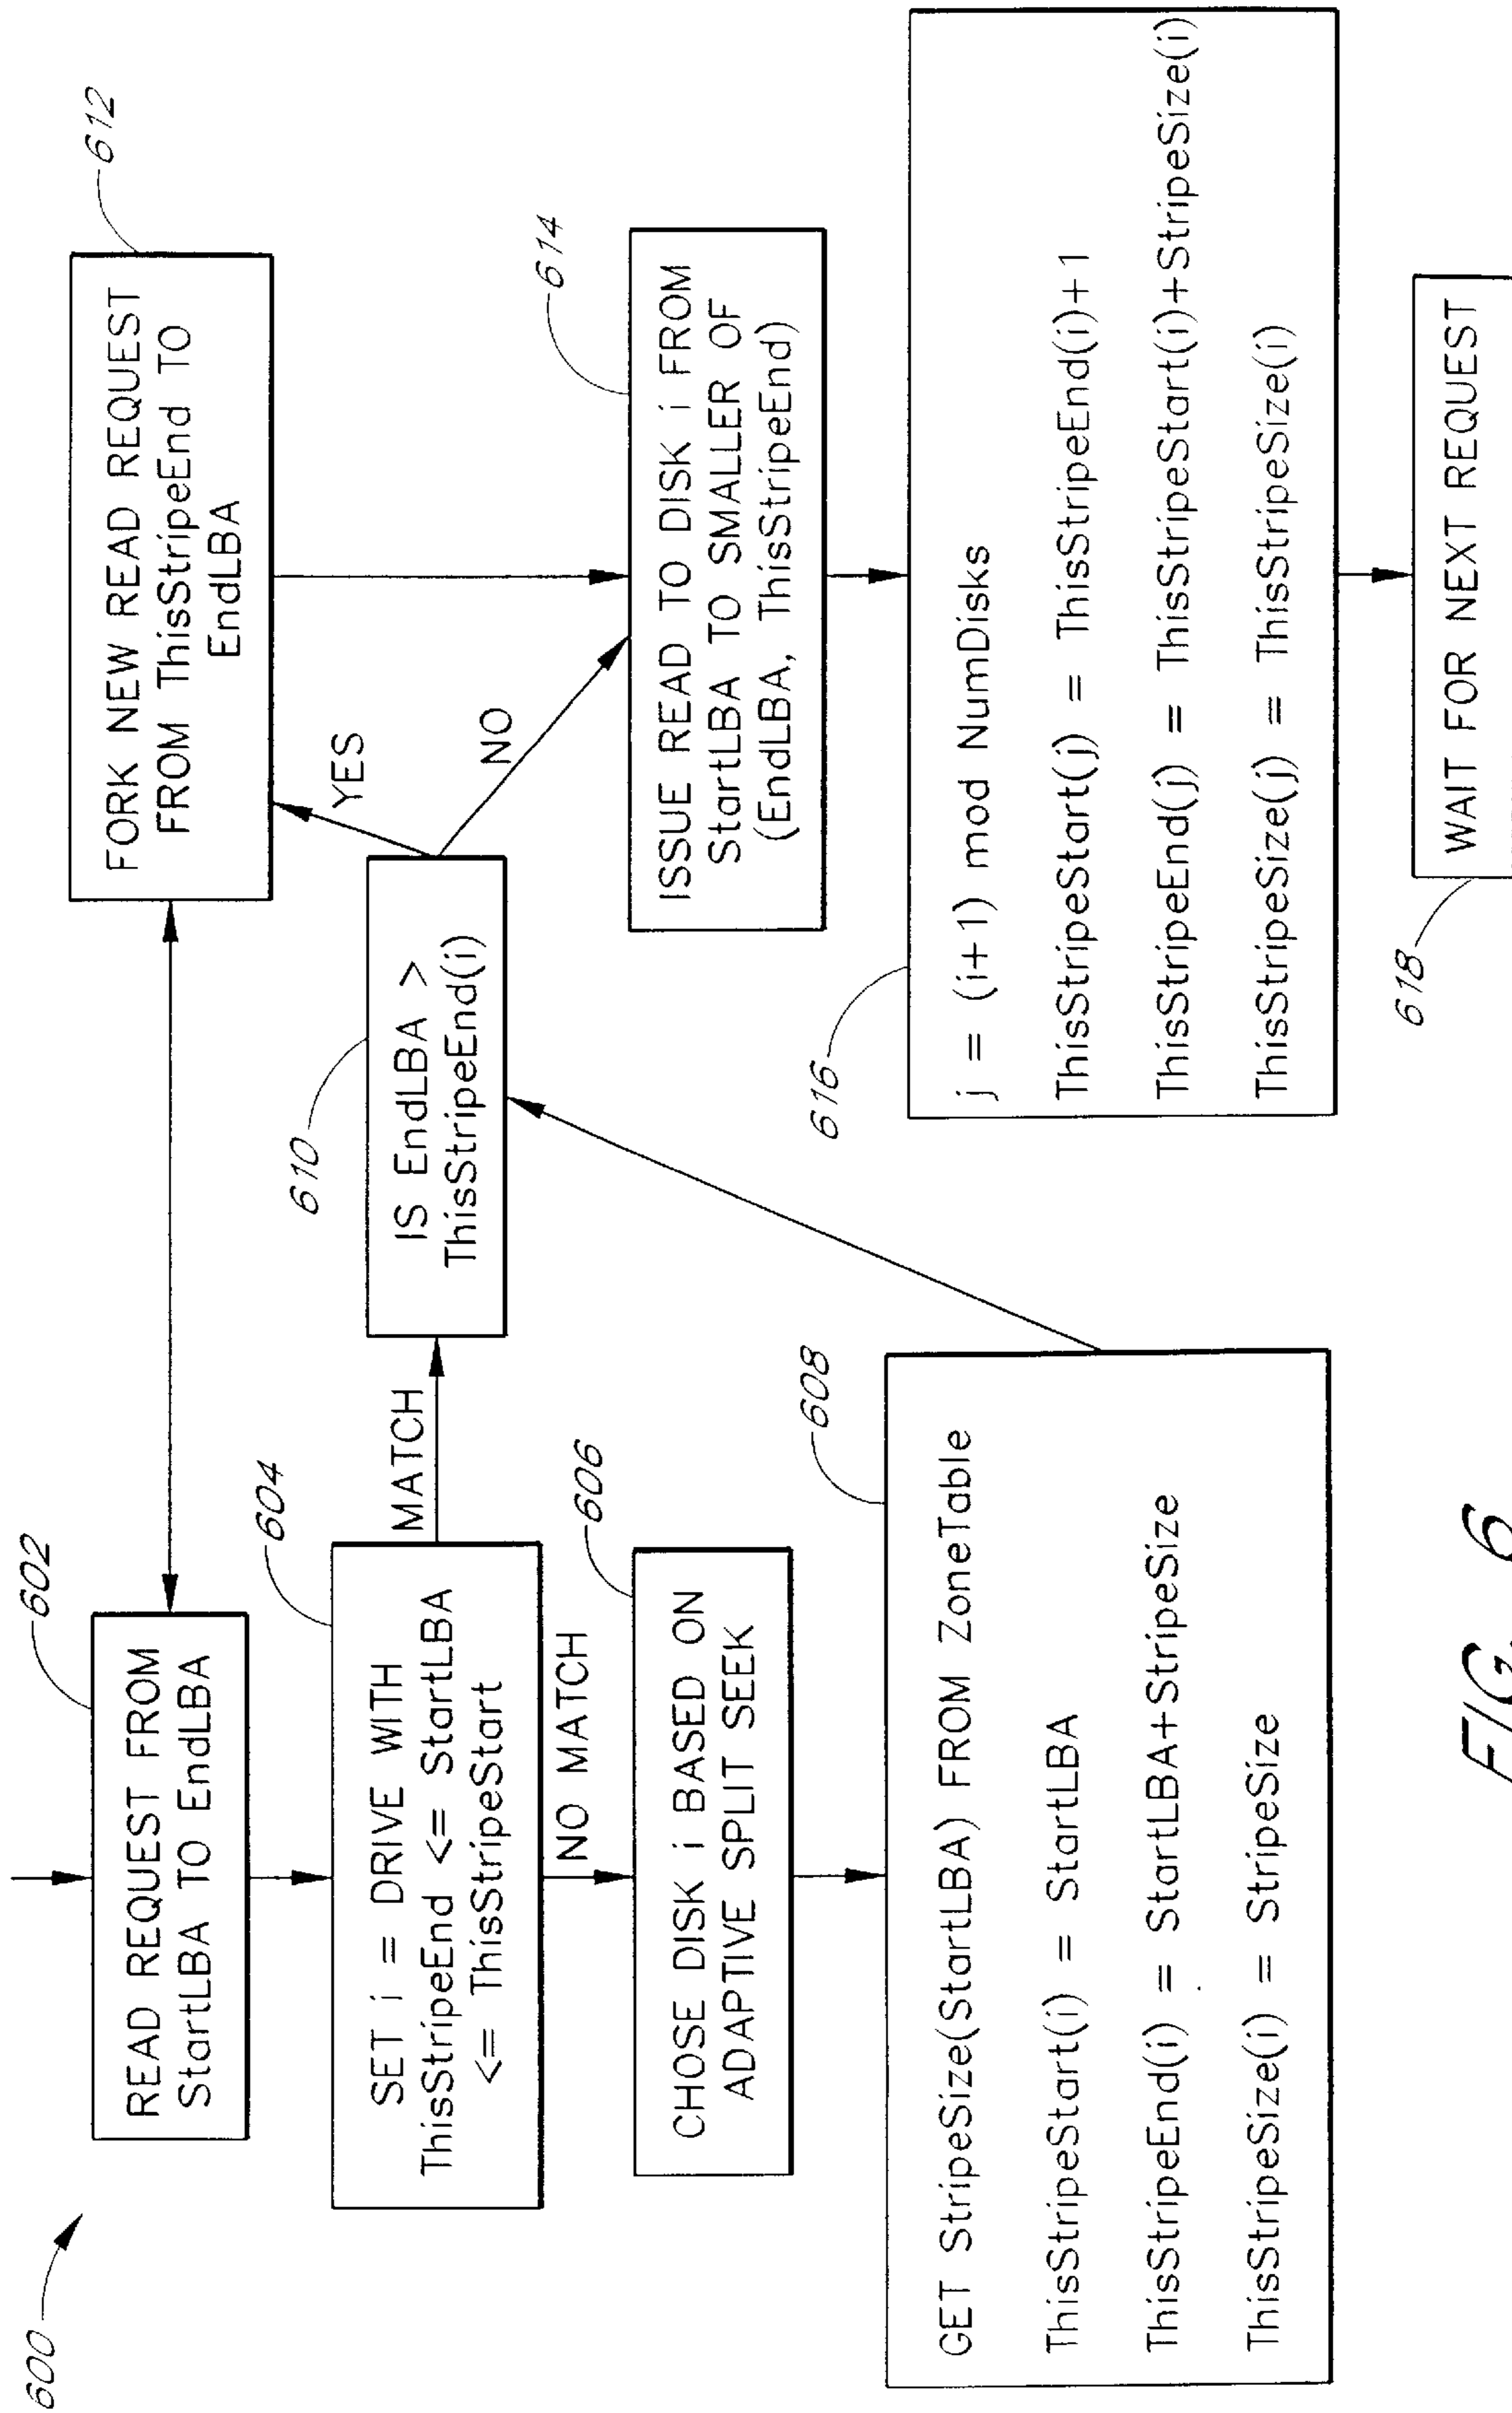 600
602
READ REQUEST FROM
StartLBA TO EndLBA
604
SET i = DRIVE WITH
ThisStripeEnd <= StartLBA
<= ThisStripeStart
MATCH
NO MATCH
606
CHOSE DISK i BASED ON
ADAPTIVE SPLIT SEEK
608
GET StripeSize(StartLBA) FROM ZoneTable
ThisStripeStart(i) = StartLBA
ThisStripeEnd(i) = StartLBA+StripeSize
ThisStripeSize(i) = StripeSize
610
IS EndLBA >
ThisStripeEnd(i)
YES
NO
612
FORK NEW READ REQUEST
FROM ThisStripeEnd TO
EndLBA
614
ISSUE READ TO DISK i FROM
StartLBA TO SMALLER OF
(EndLBA, ThisStripeEnd)
616
j = (i+1) mod NumDisks
ThisStripeStart(j) = ThisStripeEnd(i)+1
ThisStripeEnd(j) = ThisStripeStart(i)+StripeSize(i)
ThisStripeSize(j) = ThisStripeSize(i)
618
WAIT FOR NEXT REQUEST
FIG. 6